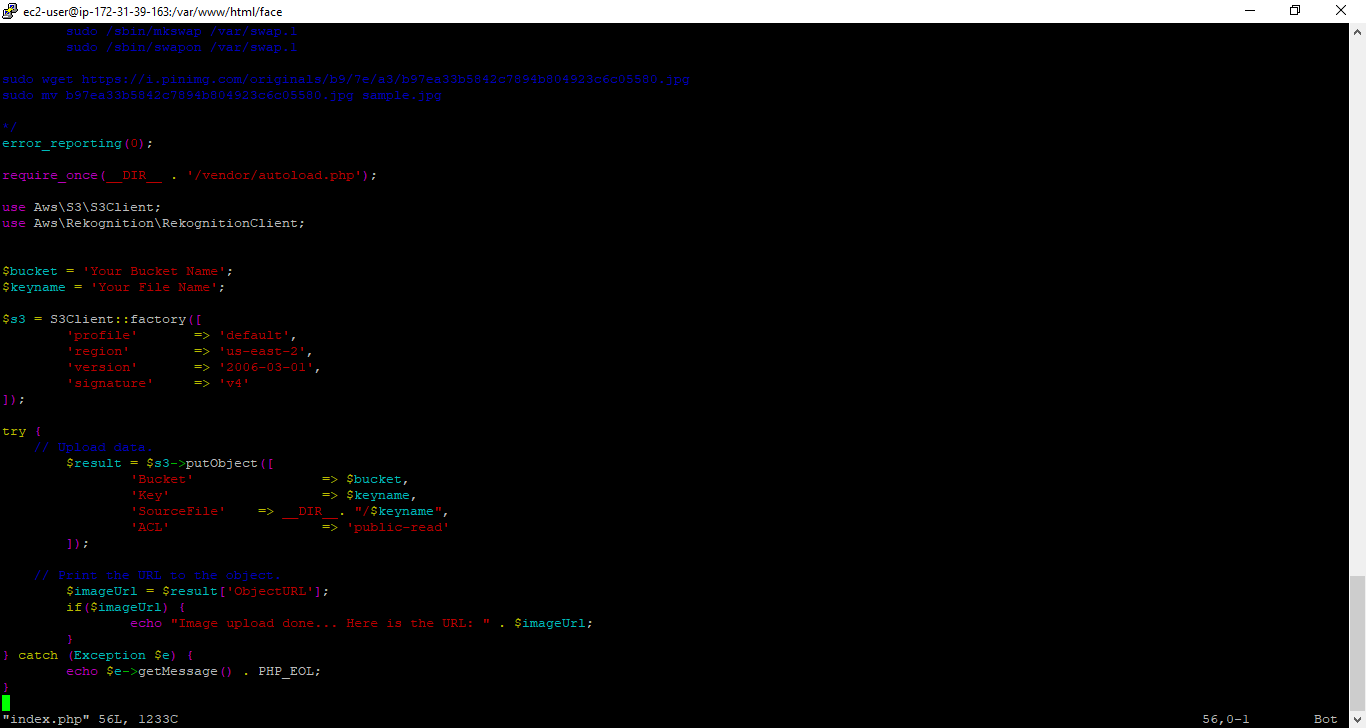 ec2-user@ip-172-31-39-163:/var/www/html/face
        sudo /sbin/mkswap /var/swap.1
        sudo /sbin/swapon /var/swap.1

sudo wget https://i.pinimg.com/originals/b9/7e/a3/b97ea33b5842c7894b804923c6c05580.jpg
sudo mv b97ea33b5842c7894b804923c6c05580.jpg sample.jpg

*/
error_reporting(0);

require_once(__DIR__ . '/vendor/autoload.php');

use Aws\S3\S3Client;
use Aws\Rekognition\RekognitionClient;

$bucket = 'Your Bucket Name';
$keyname = 'Your File Name';

$s3 = S3Client::factory([
        'profile'       => 'default',
        'region'        => 'us-east-2',
        'version'       => '2006-03-01',
        'signature'     => 'v4'
]);

try {
    // Upload data.
        $result = $s3->putObject([
                'Bucket'                => $bucket,
                'Key'                   => $keyname,
                'SourceFile'    => __DIR__. "/$keyname",
                'ACL'                   => 'public-read'
        ]);

    // Print the URL to the object.
        $imageUrl = $result['ObjectURL'];
        if($imageUrl) {
                echo "Image upload done... Here is the URL: " . $imageUrl;
        }
} catch (Exception $e) {
        echo $e->getMessage() . PHP_EOL;
}
"index.php" 56L, 1233C                                        56,0-1        Bot